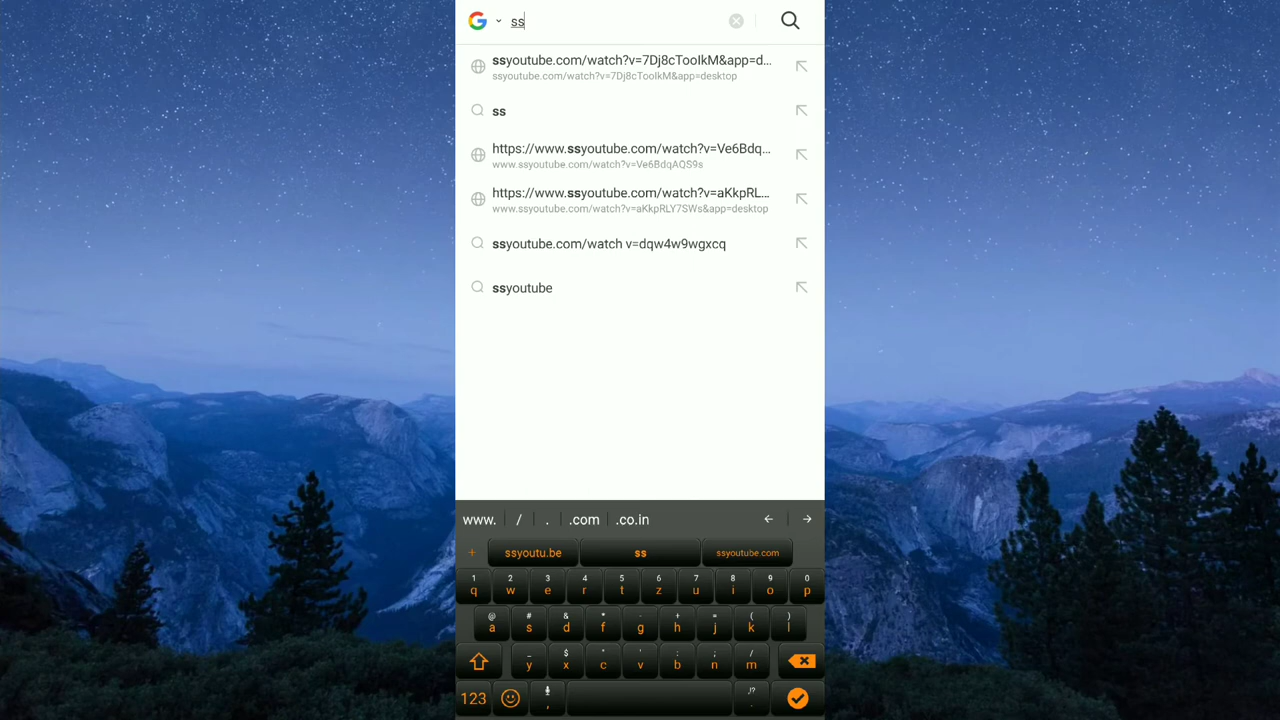 ss
ssyoutube.com/watch?v=7Dj8cTooIkM&app=d...
ssyoutube.com/watch?v=7Dj8cTooIkM&app=desktop
ss
https://www.ssyoutube.com/watch?v=Ve6Bdq...
www.ssyoutube.com/watch?v=Ve6BdqAQS9s
https://www.ssyoutube.com/watch?v=aKkpRL...
www.ssyoutube.com/watch?v=aKkpRLY7SWs&app=desktop
ssyoutube.com/watch v=dqw4w9wgxcq
ssyoutube
www. / . .com .co.in ← →
+ ssyoutu.be ss ssyoutube.com
1 2 3 4 5 6 7 8 9 0
q w e r t z u i o p
@ # & * - + = ( )
a s d f g h j k l
_ $ " ' : ; /
y x c v b n m
,!?
123 , .